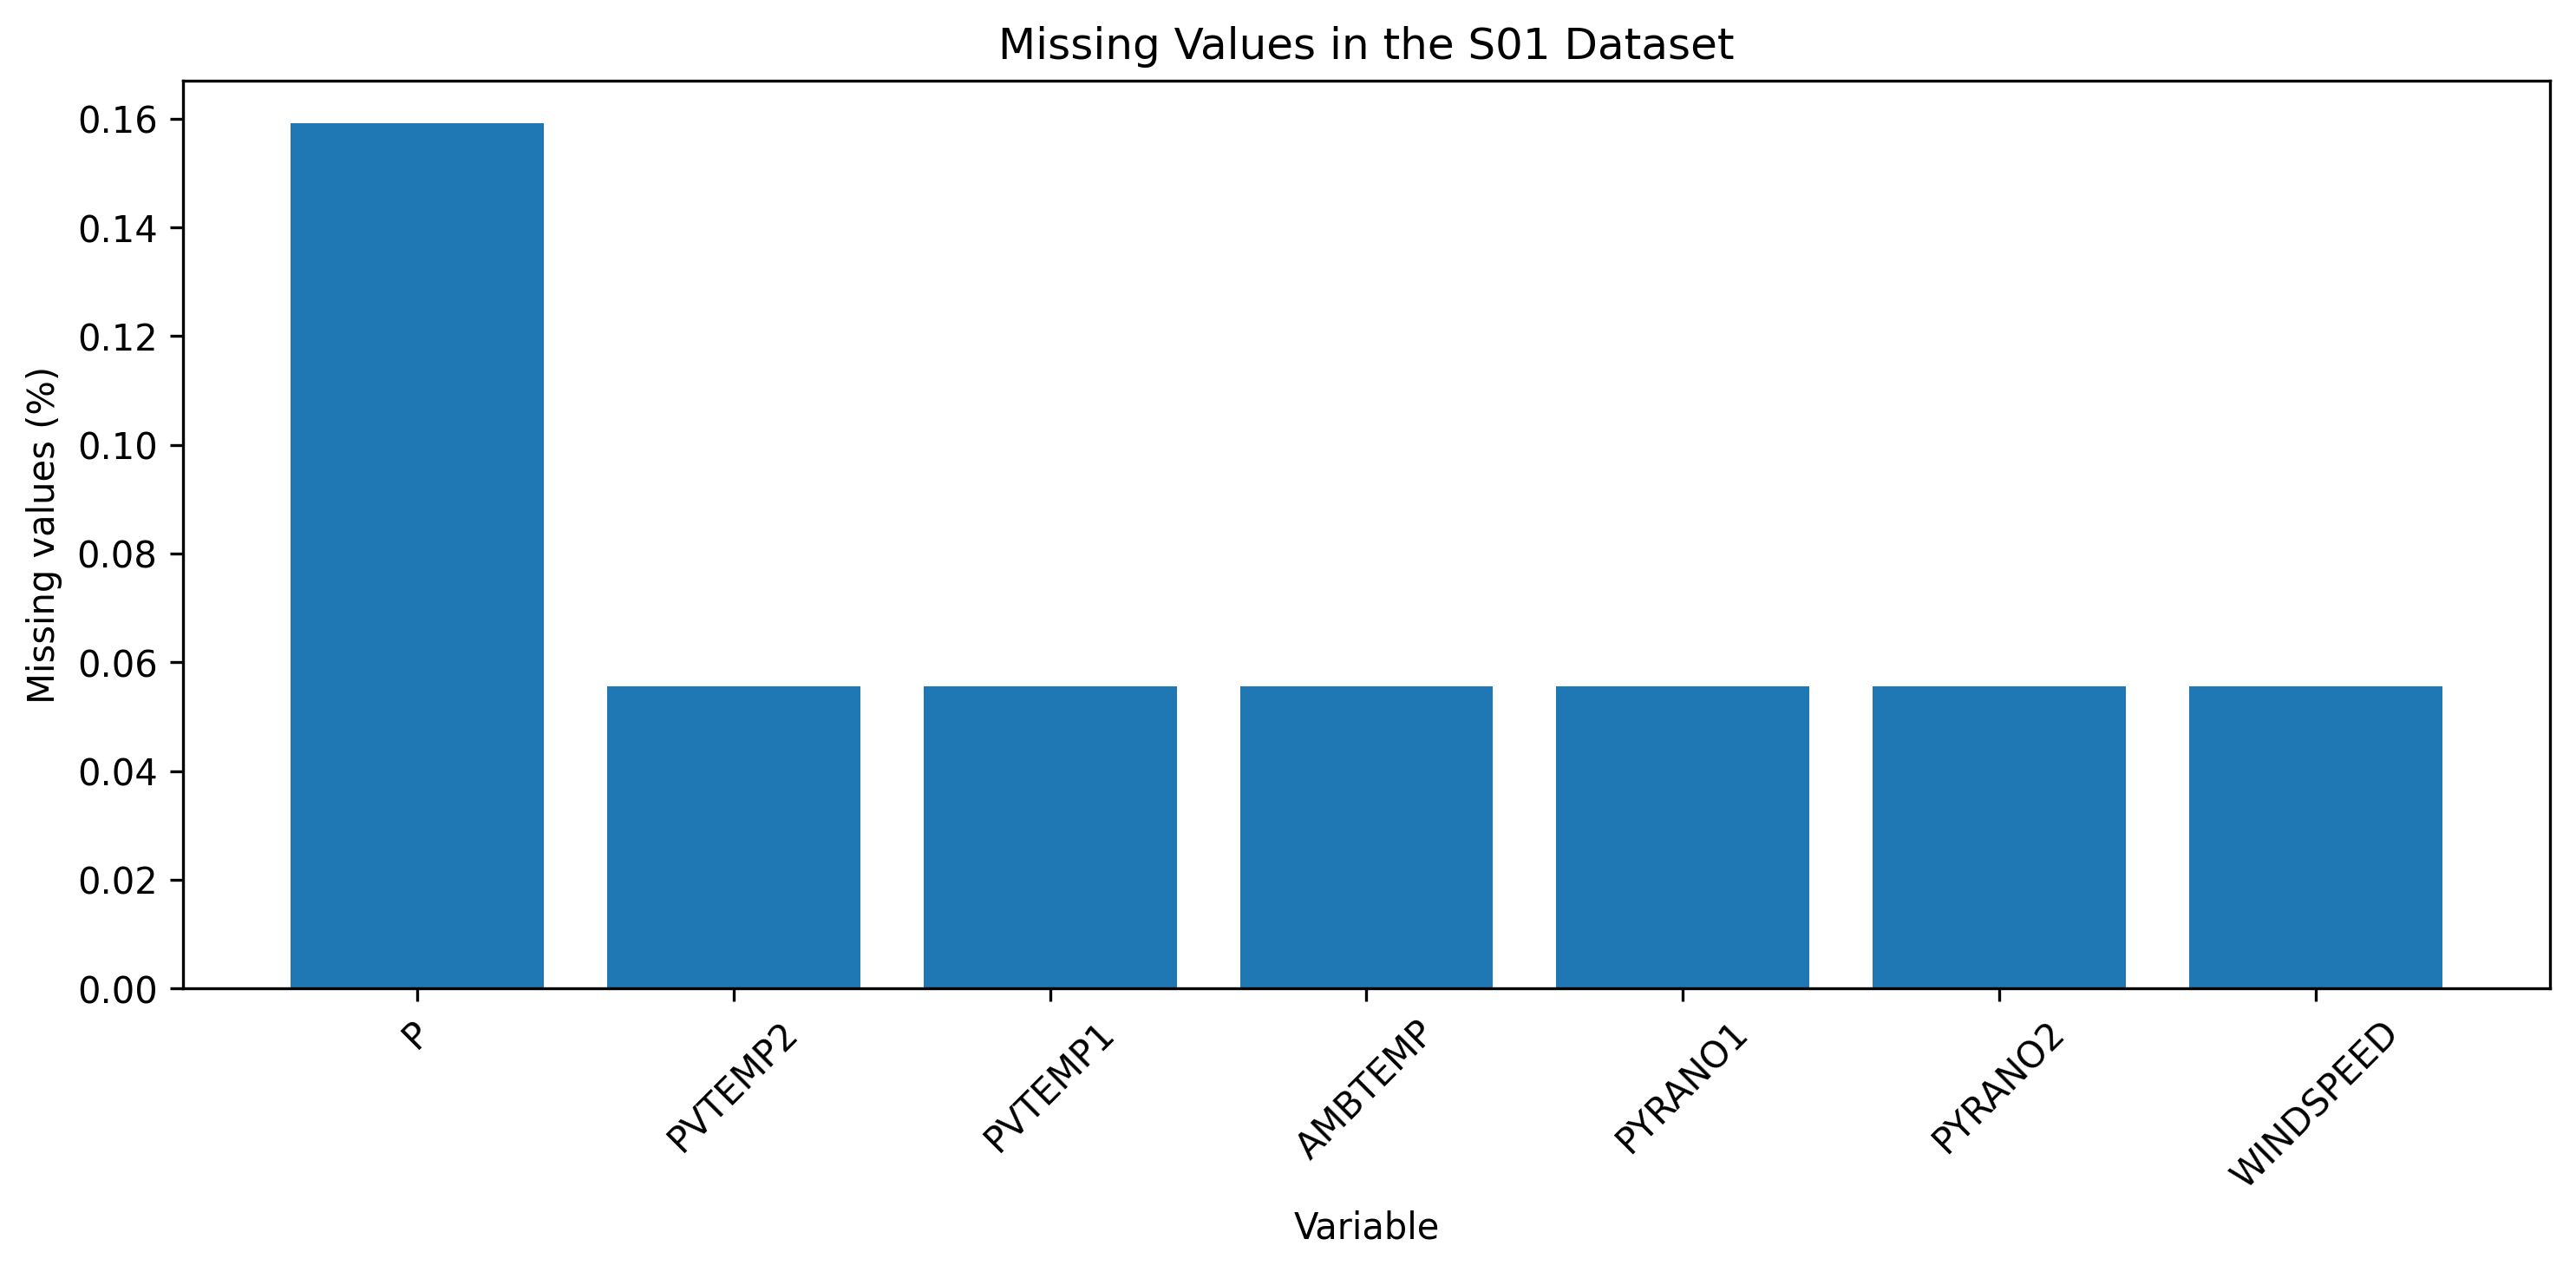 Missing Values in the S01 Dataset
Missing values (%)
0.16
0.14
0.12
0.10
0.08
0.06
0.04
0.02
0.00
P
PVTEMP2
PVTEMP1
AMBTEMP
PYRANO1
PYRANO2
WINDSPEED
Variable